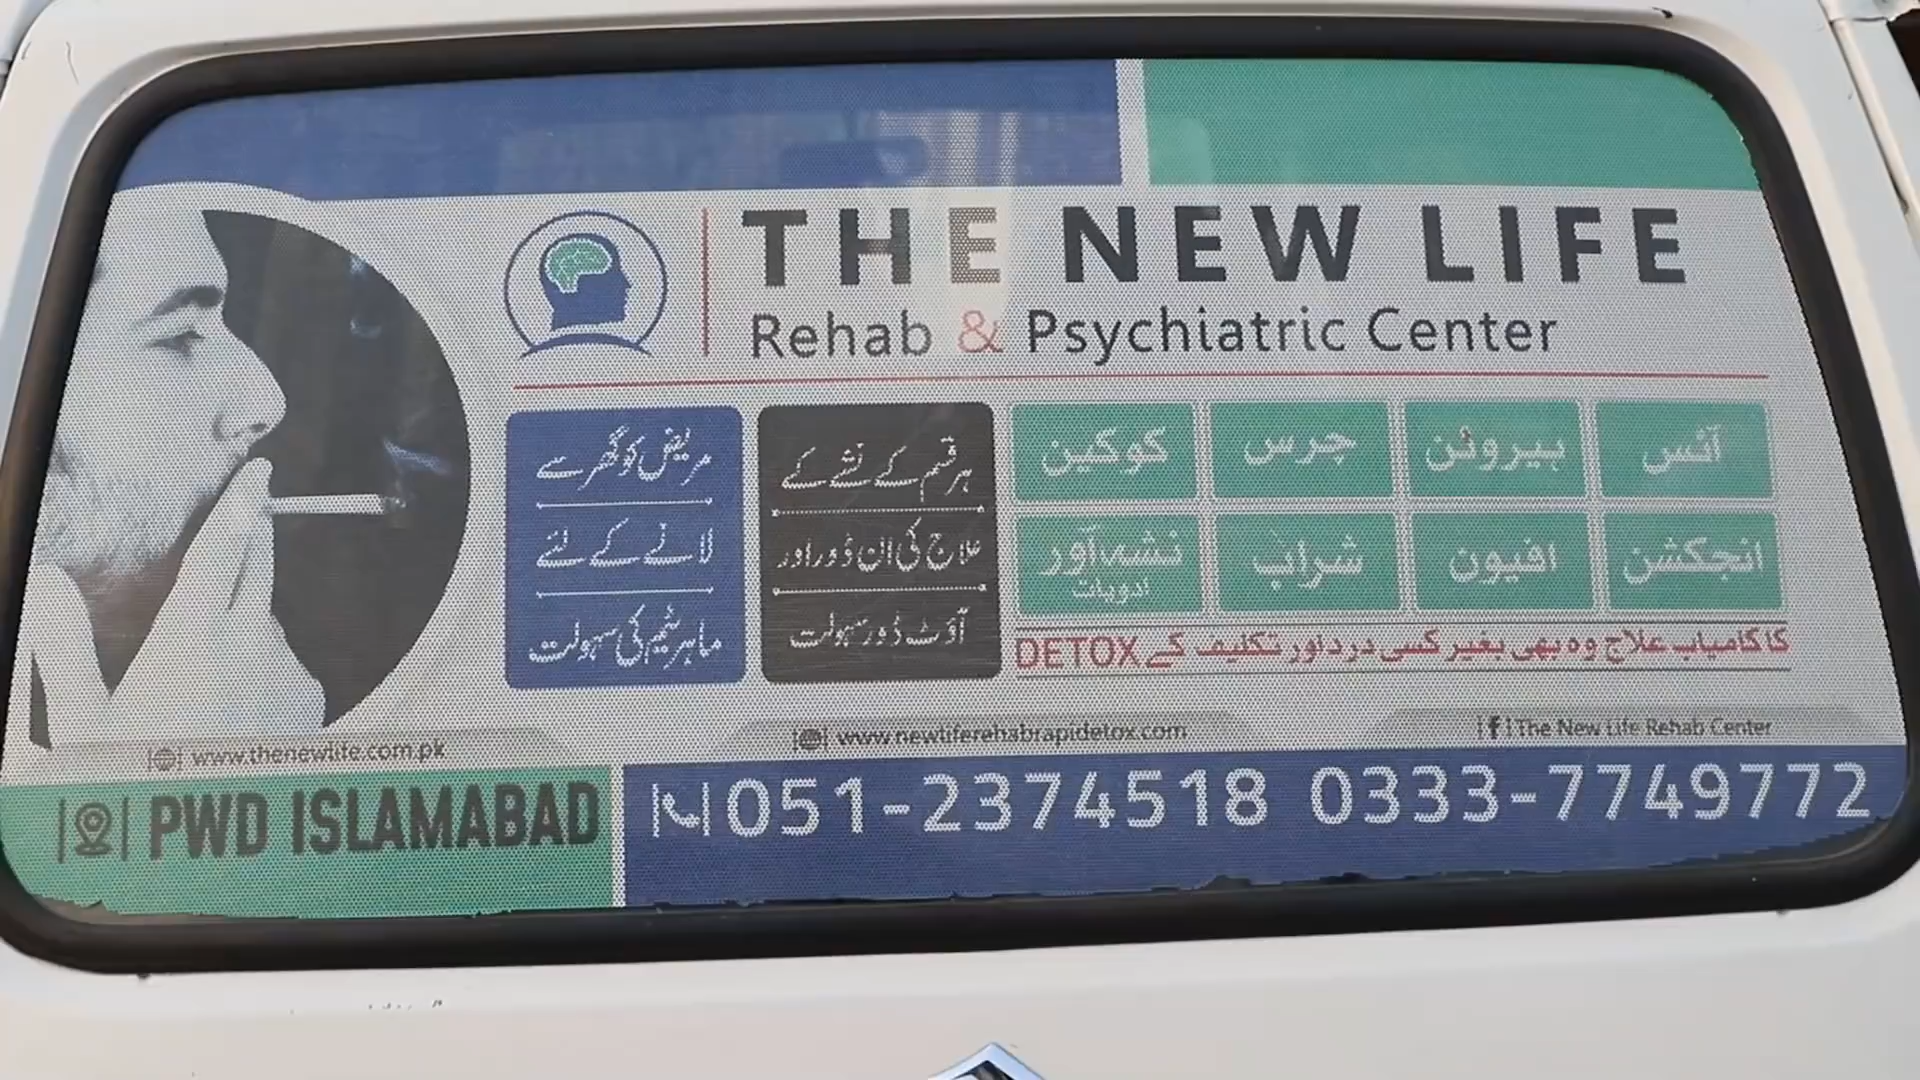 THE NEW LIFE
Rehab & Psychiatric Center
مریض کو گھر سے
لانے کے لئے
ماہر ٹیم کی سہولت
ہر قسم کے نشے کے
علاج کی ان ڈور اور
آؤٹ ڈور سہولت
آئس ہیروئن چرس کوکین
انجکشن افیون شراب نشہ آور
ادویات
کا کامیاب علاج وہ بھی بغیر کسی درد اور تکلیف کے DETOX
www.thenewlife.com.pk
www.newliferehabrapidetox.com
The New Life Rehab Center
PWD ISLAMABAD
051-2374518 0333-7749772